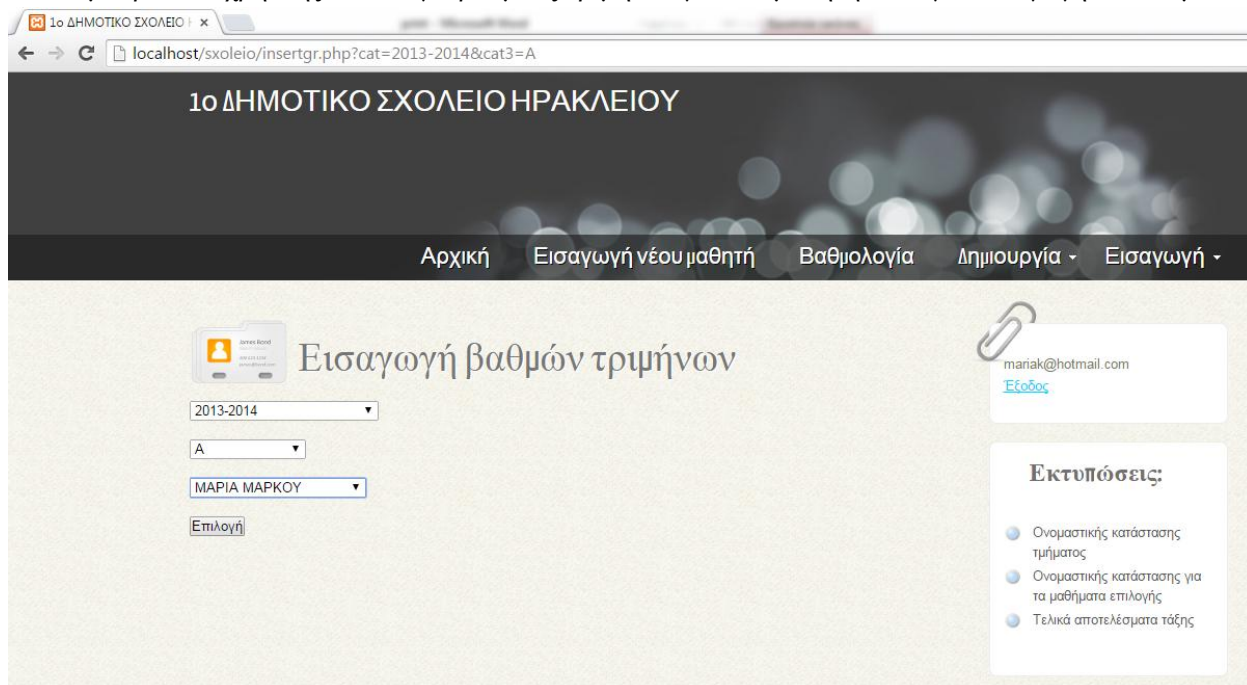 1ο ΔΗΜΟΤΙΚΟ ΣΧΟΛΕΙΟ Η
localhost/sxoleio/insertgr.php?cat=2013-2014&cat3=A
1ο ΔΗΜΟΤΙΚΟ ΣΧΟΛΕΙΟ ΗΡΑΚΛΕΙΟΥ
Αρχική Εισαγωγή νέου μαθητή Βαθμολογία Δημιουργία Εισαγωγή
Εισαγωγή βαθμών τριμήνων
2013-2014
Α
ΜΑΡΙΑ ΜΑΡΚΟΥ
Επιλογή
mariak@hotmail.com
Έξοδος
Εκτυπώσεις:
Ονομαστικής κατάστασης
τμήματος
Ονομαστικής κατάστασης για
τα μαθήματα επιλογής
Τελικά αποτελέσματα τάξης